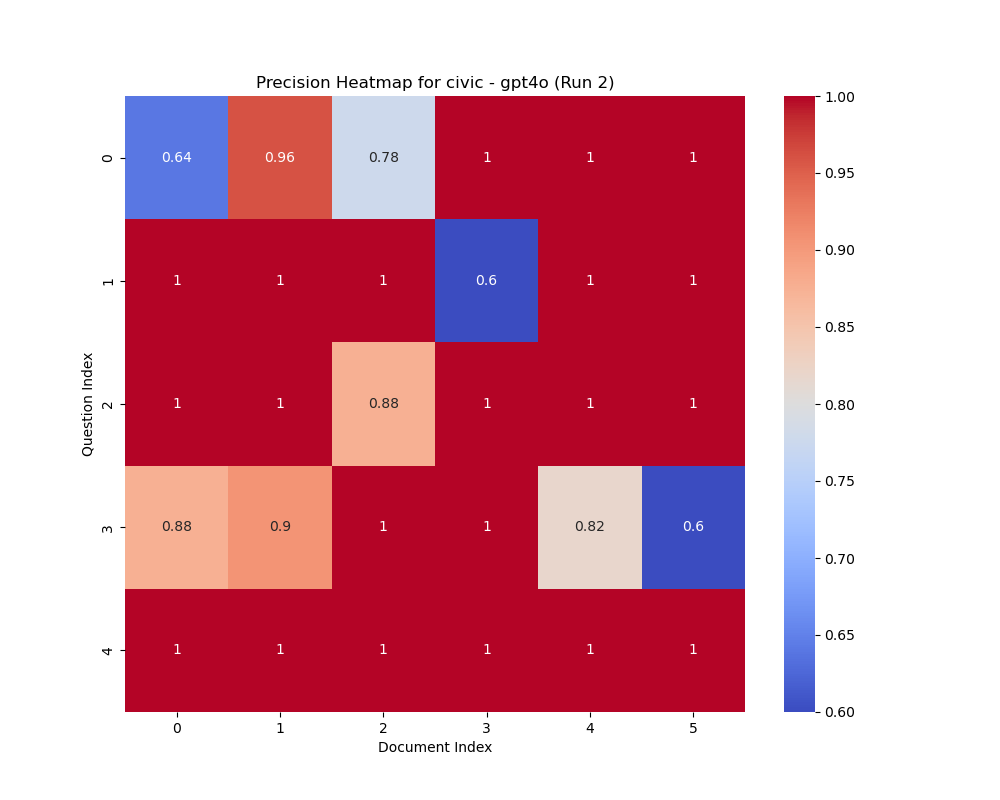 Precision Heatmap for civic - gpt4o (Run 2)
0 0.64 0.96 0.78 1 1 1
1 1 1 1 0.6 1 1
2 1 1 0.88 1 1 1
3 0.88 0.9 1 1 0.82 0.6
4 1 1 1 1 1 1
0 1 2 3 4 5
Document Index
Question Index
1.00
0.95
0.90
0.85
0.80
0.75
0.70
0.65
0.60